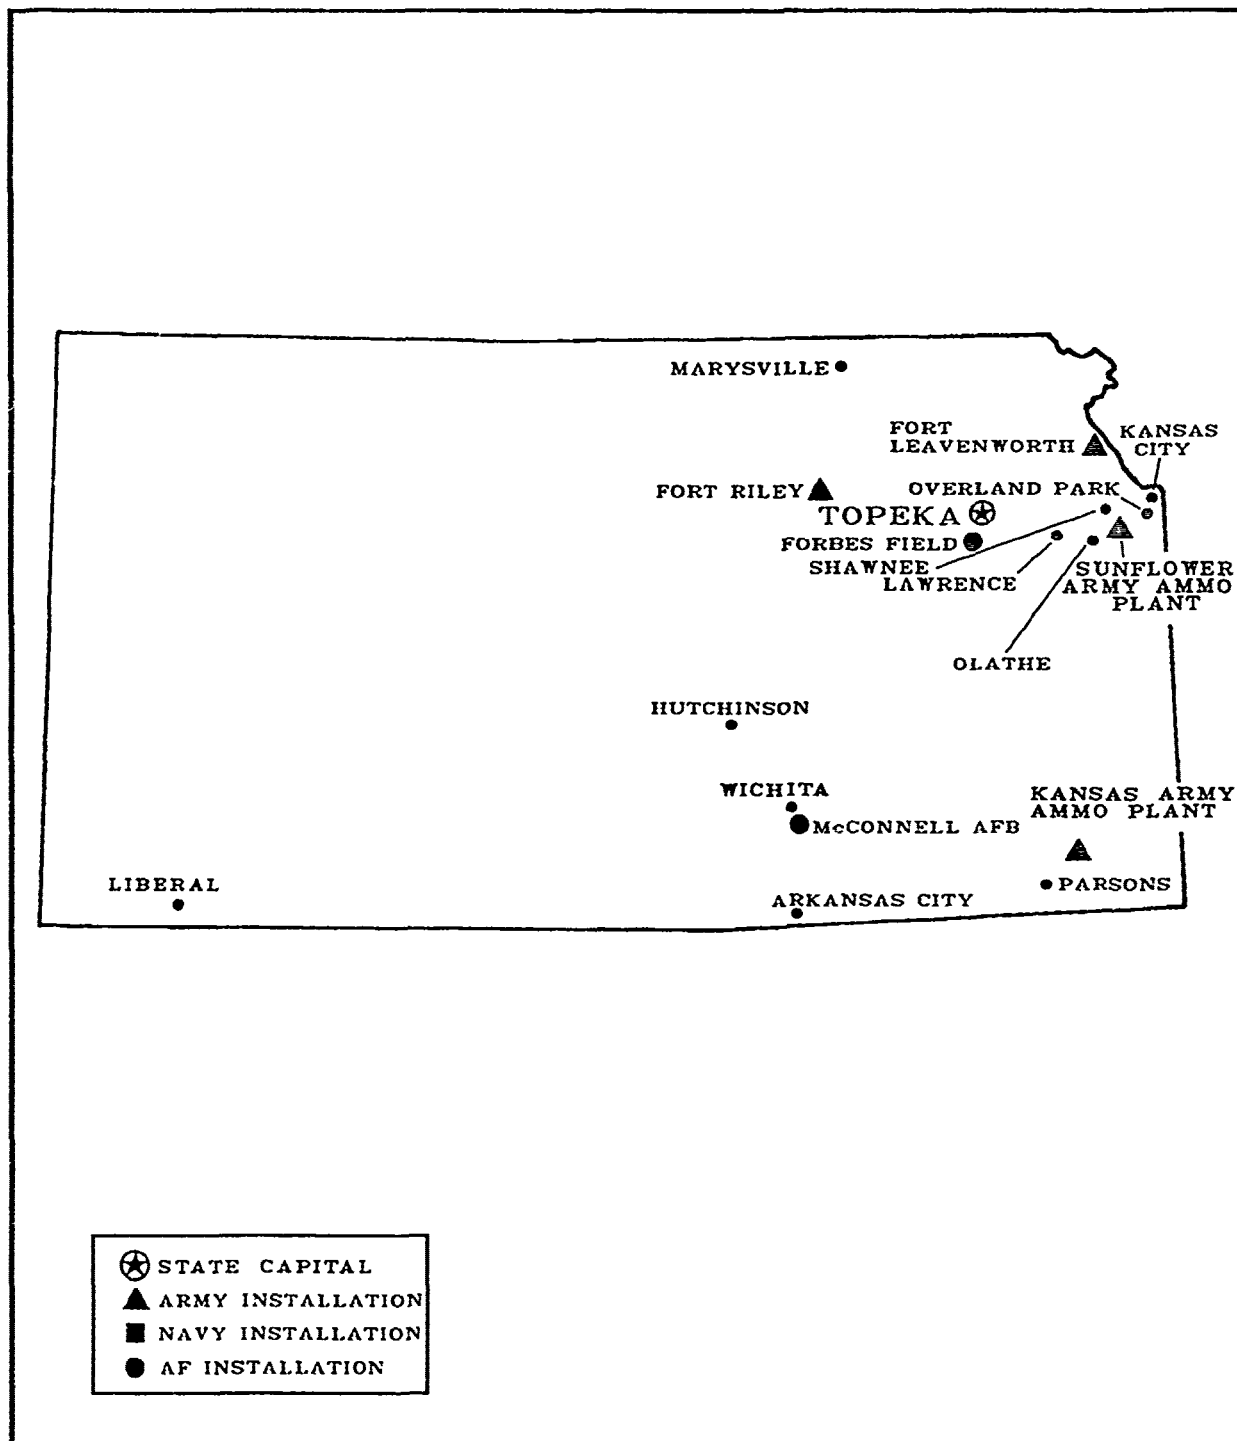 MARYSVILLE
FORT
LEAVENWORTH
KANSAS
CITY
FORT RILEY
OVERLAND PARK
TOPEKA
FORBES FIELD
SHAWNEE
LAWRENCE
SUNFLOWER
ARMY AMMO
PLANT
OLATHE
HUTCHINSON
WICHITA
McCONNELL AFB
KANSAS ARMY
AMMO PLANT
LIBERAL
PARSONS
ARKANSAS CITY
STATE CAPITAL
ARMY INSTALLATION
NAVY INSTALLATION
AF INSTALLATION